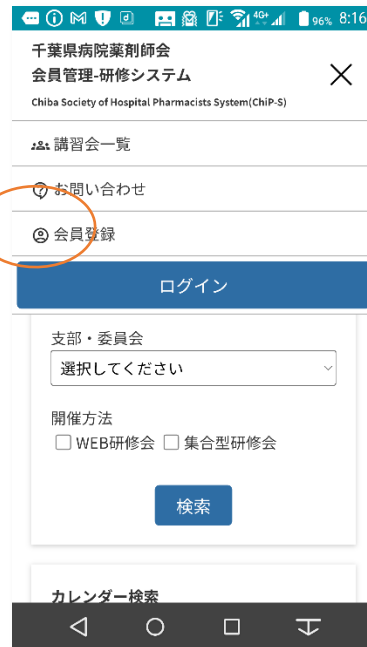 4G+ 96% 8:16
千葉県病院薬剤師会
会員管理-研修システム
Chiba Society of Hospital Pharmacists System(ChiP-S)
講習会一覧
お問い合わせ
会員登録
ログイン
支部・委員会
選択してください
開催方法
WEB研修会 集合型研修会
検索
カレンダー検索